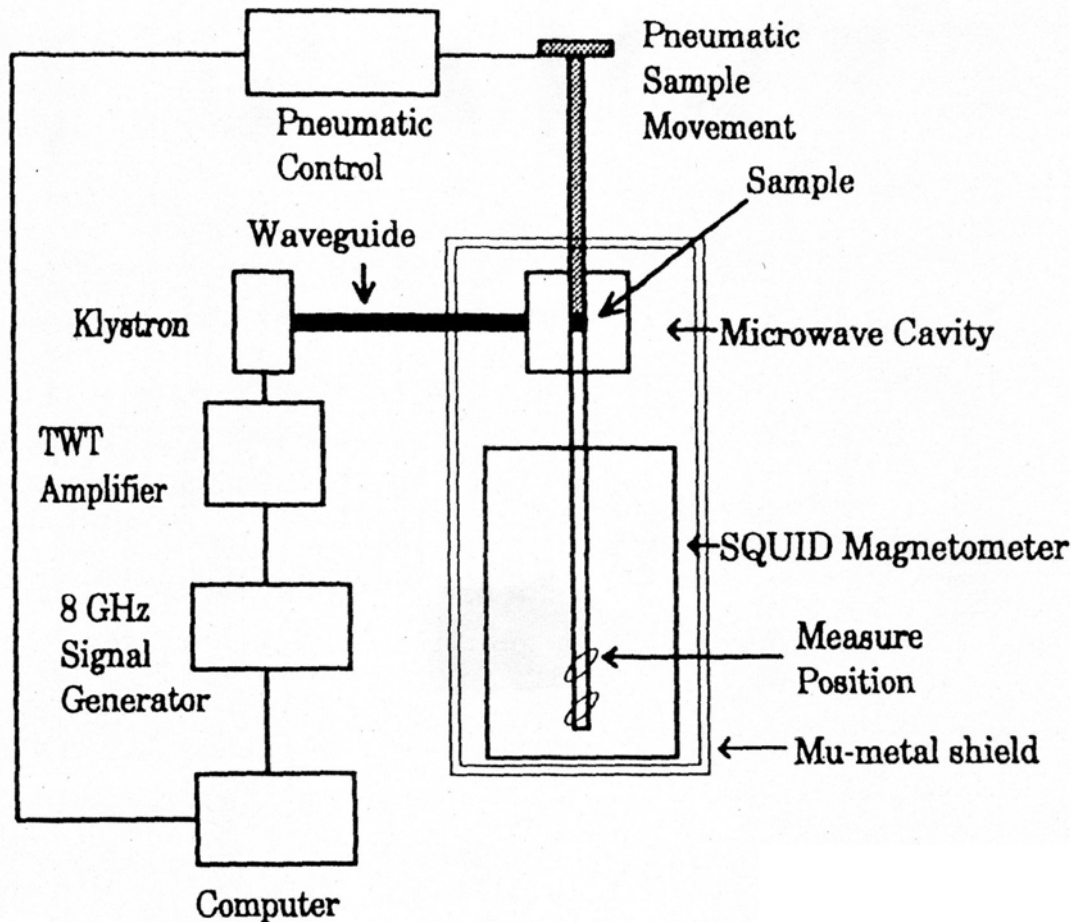 Pneumatic
Sample
Movement
Pneumatic
Control
Sample
Waveguide
Klystron
Microwave Cavity
TWT
Amplifier
SQUID Magnetometer
8 GHz
Signal
Generator
Measure
Position
Mu-metal shield
Computer